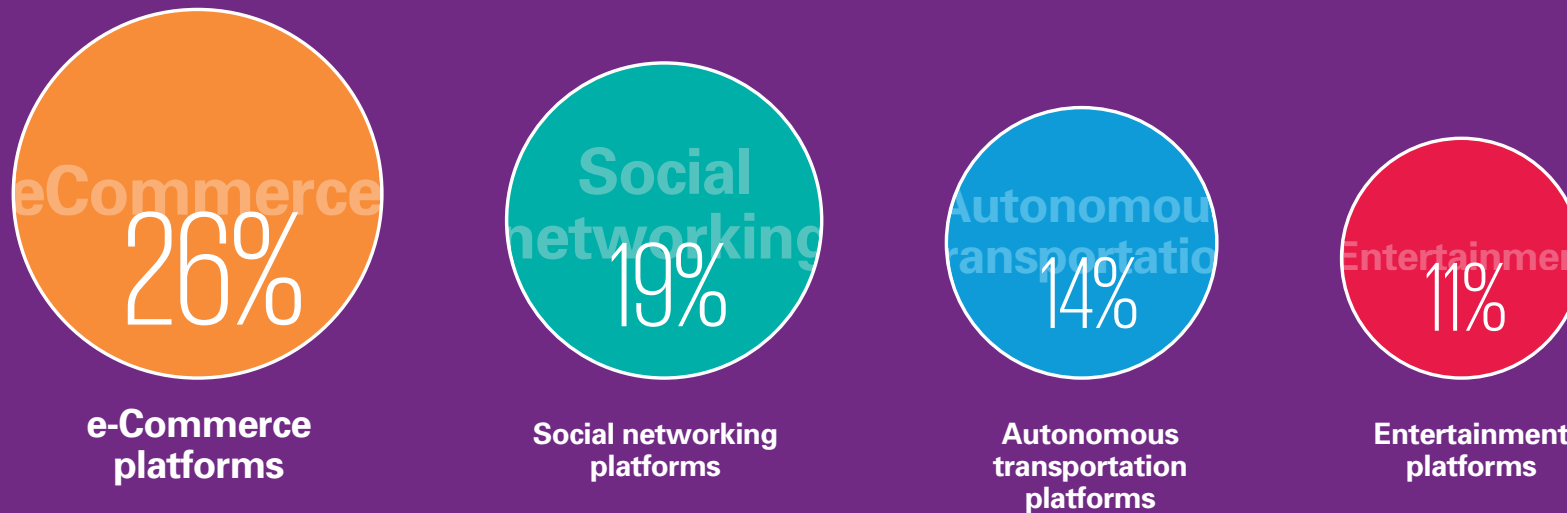 eCommerce
26%
e-Commerce
platforms
Social
networking
19%
Social networking
platforms
Autonomou
ransportatio
14%
Autonomous
transportation
platforms
Entertainmen
11%
Entertainment
platforms